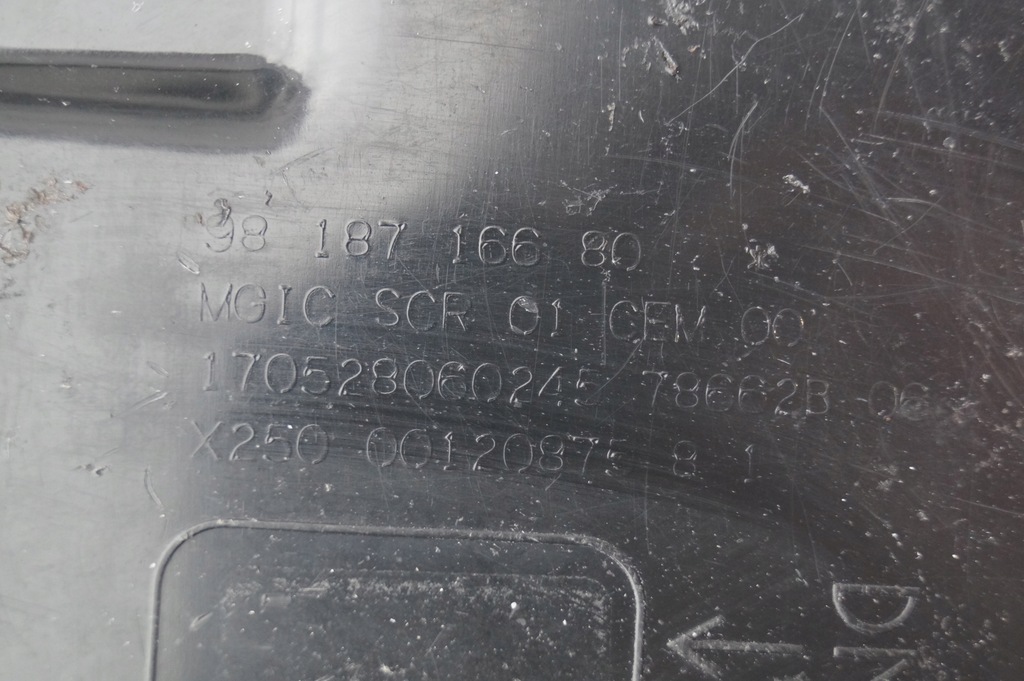 98 187 166 80
MGIC SCR 01 CEM 00
170528060245 78662B 06
X250 00120875 8 1